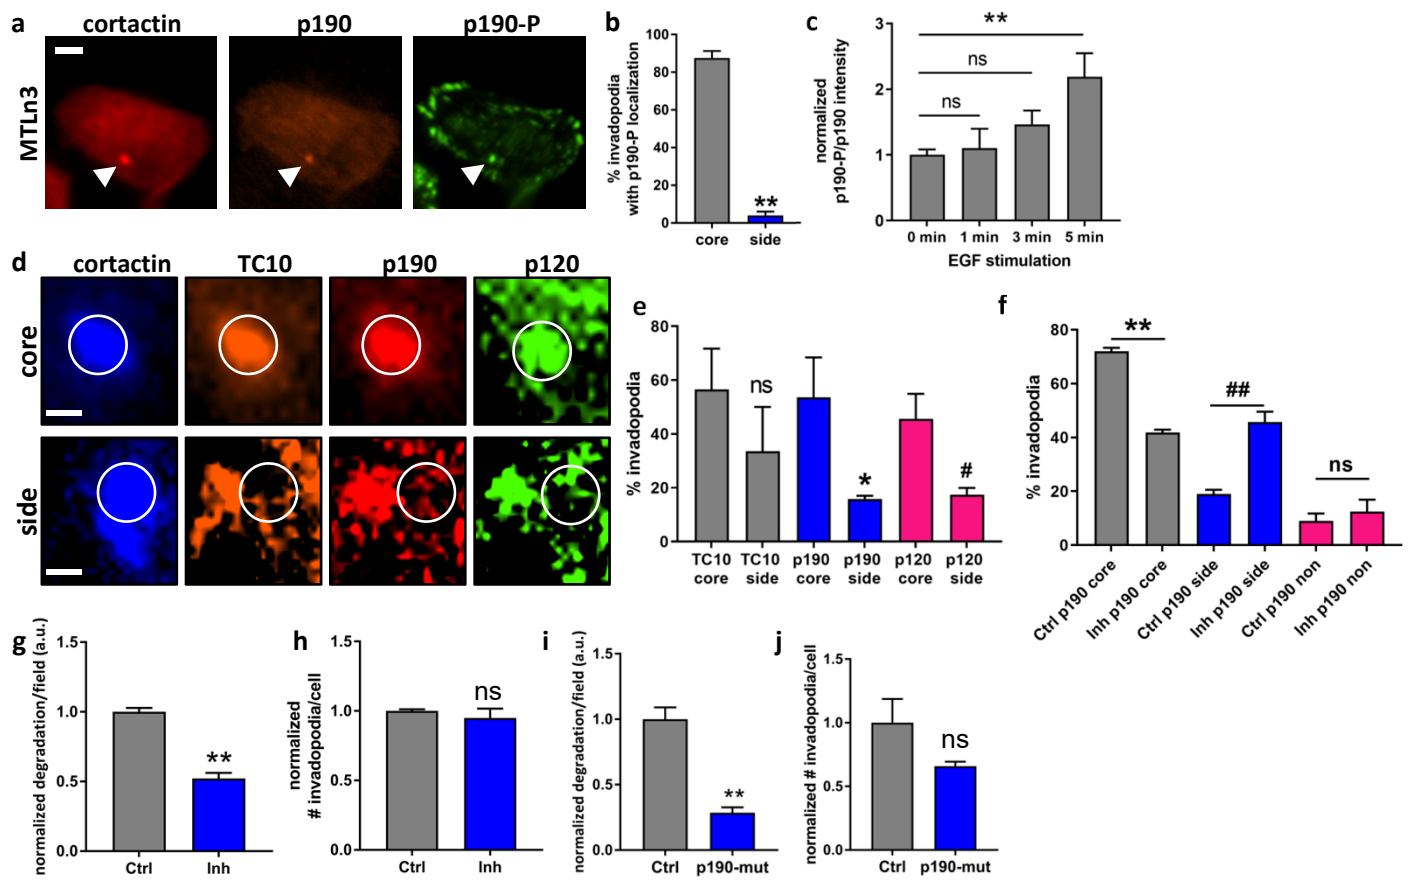 a
cortactin
p190
p190-P
MTLn3
b
% invadopodia
with p190-P localization
100
80
60
40
20
0
**
core
side
c
normalized
p190-P/p190 intensity
3
2
1
0
**
ns
ns
0 min
1 min
3 min
5 min
EGF stimulation
d
cortactin
TC10
p190
p120
core
side
e
% invadopodia
80
60
40
20
0
ns
*
#
TC10 core
TC10 side
p190 core
p190 side
p120 core
p120 side
f
% invadopodia
80
60
40
20
0
**
##
ns
Ctrl p190 core
Inh p190 core
Ctrl p190 side
Inh p190 side
Ctrl p190 non
Inh p190 non
g
normalized degradation/field (a.u.)
1.5
1.0
0.5
0.0
**
Ctrl
Inh
h
normalized
# invadopodia/cell
1.5
1.0
0.5
0.0
ns
Ctrl
Inh
i
normalized degradation/field (a.u.)
1.5
1.0
0.5
0.0
**
Ctrl
p190-mut
j
normalized # invadopodia/cell
1.5
1.0
0.5
0.0
ns
Ctrl
p190-mut